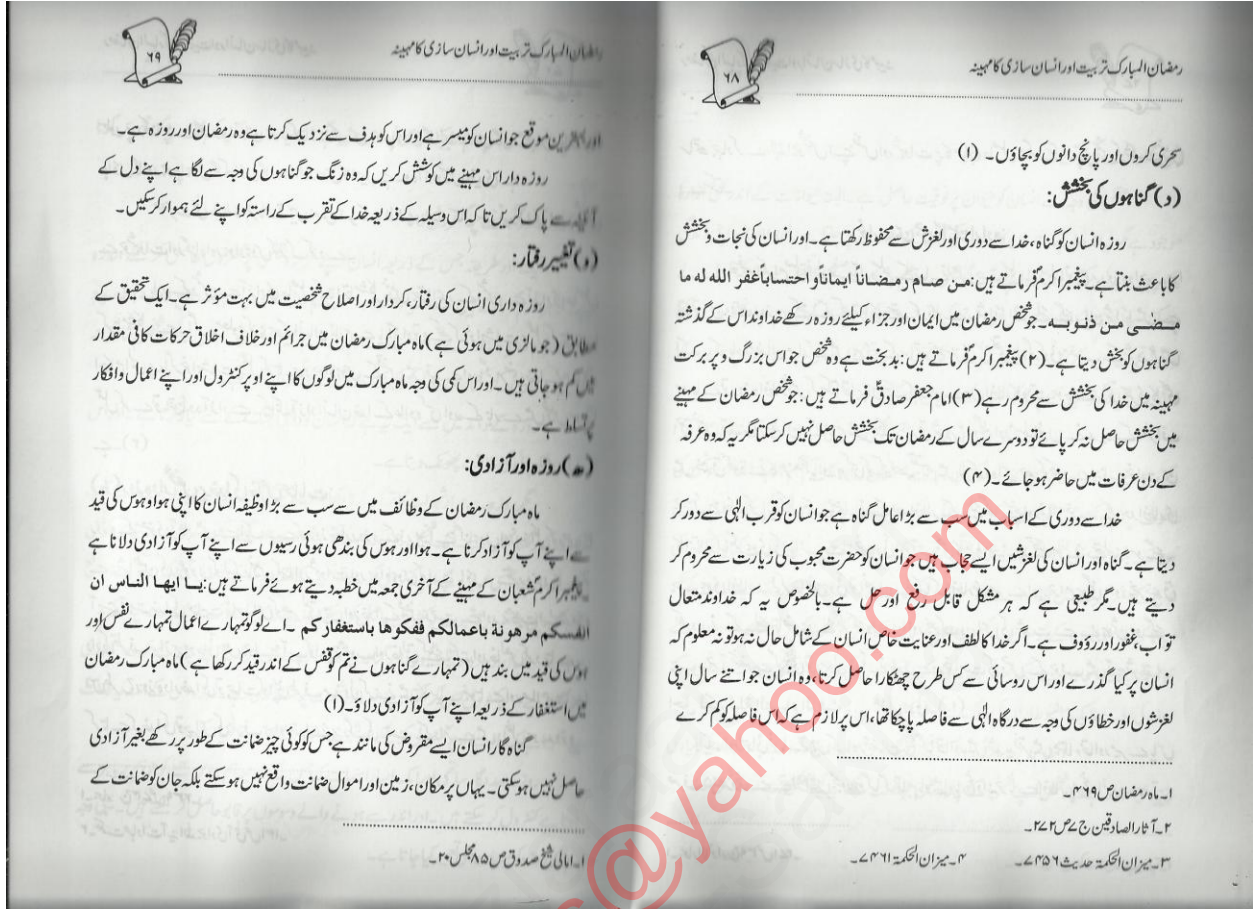 رمضان المبارک تربیت اور انسان سازی کا مہینہ
۶۸
سحری کروں اور پانچ دانوں کو بچاؤں۔ (۱)
(د) گناہوں کی بخشش:
روزہ انسان کو گناہ، خدا سے دوری اور لغزش سے محفوظ رکھتا ہے۔ اور انسان کی نجات و بخشش
کا باعث بنتا ہے۔ پیغمبر اکرمؐ فرماتے ہیں: من صام رمضاناً ایماناً و احتساباً غفر الله له ما
مضٰی من ذنوبه۔ جو شخص رمضان میں ایمان اور جزاء کیلئے روزہ رکھے خداوند اس کے گذشتہ
گناہوں کو بخش دیتا ہے۔ (۲) پیغمبر اکرمؐ فرماتے ہیں: بدبخت ہے وہ شخص جو اس بزرگ و پر برکت
مہینہ میں خدا کی بخشش سے محروم رہے (۳) امام جعفر صادقؑ فرماتے ہیں: جو شخص رمضان کے مہینے
میں بخشش حاصل نہ کر پائے تو دوسرے سال کے رمضان تک بخشش حاصل نہیں کر سکتا مگر یہ کہ وہ عرفہ
کے دن عرفات میں حاضر ہو جائے۔ (۴)
خدا سے دوری کے اسباب میں سب سے بڑا عامل گناہ ہے جو انسان کو قرب الٰہی سے دور کر
دیتا ہے۔ گناہ اور انسان کی لغزشیں ایسے حجاب ہیں جو انسان کو حضرت محبوب کی زیارت سے محروم کر
دیتے ہیں۔ مگر طبیعی ہے کہ ہر مشکل قابل رفع اور حل ہے۔ بالخصوص یہ کہ خداوند متعال
تواب، غفور اور رؤوف ہے۔ اگر خدا کا لطف اور عنایت خاص انسان کے شامل حال نہ ہو تو نہ معلوم کہ
انسان پر کیا گذرے اور اس روسائی سے کس طرح چھٹکارا حاصل کرتا، وہ انسان جو اتنے سال اپنی
لغزشوں اور خطاؤں کی وجہ سے درگاہ الٰہی سے فاصلہ پا چکا تھا، اس پر لازم ہے کہ اس فاصلہ کو کم کرے
۱۔ ماہ رمضان ص ۴۶۹۔
۲۔ آثار الصادقین ج ۷ ص ۲۷۲۔
۳۔ میزان الحکمۃ حدیث ۷۴۵۶۔ ۴۔ میزان الحکمۃ ۷۴۶۱۔
رمضان المبارک تربیت اور انسان سازی کا مہینہ
۶۹
اور بہترین موقع جو انسان کو میسر ہے اور اس کو ہدف سے نزدیک کرتا ہے وہ رمضان اور روزہ ہے۔
روزہ دار اس مہینے میں کوشش کریں کہ وہ زنگ جو گناہوں کی وجہ سے لگا ہے اپنے دل کے
آئینہ سے پاک کریں تا کہ اس وسیلہ کے ذریعہ خدا کے تقرب کے راستہ کو اپنے لئے ہموار کر سکیں۔
(و) تغییر رفتار:
روزہ داری انسان کی رفتار، کردار اور اصلاح شخصیت میں بہت مؤثر ہے۔ ایک تحقیق کے
مطابق (جو مالزی میں ہوئی ہے) ماہ مبارک رمضان میں جرائم اور خلاف اخلاق حرکات کافی مقدار
میں کم ہو جاتی ہیں۔ اور اس کمی کی وجہ ماہ مبارک میں لوگوں کا اپنے اوپر کنٹرول اور اپنے اعمال و افکار
پر تسلط ہے۔
(ھ) روزہ اور آزادی:
ماہ مبارک رمضان کے وظائف میں سے سب سے بڑا وظیفہ انسان کا اپنی ہوا و ہوس کی قید
سے اپنے آپ کو آزاد کرنا ہے۔ ہوا اور ہوس کی بندھی ہوئی رسیوں سے اپنے آپ کو آزادی دلانا ہے
۔ پیغمبر اکرمؐ شعبان کے مہینے کے آخری جمعہ میں خطبہ دیتے ہوئے فرماتے ہیں: یا ایها الناس ان
انفسکم مرهونة باعمالکم ففکوها باستغفارکم ۔ اے لوگو تمہارے اعمال تمہارے نفس اور
ہوس کی قید میں بند ہیں (تمہارے گناہوں نے تم کو قفس کے اندر قید کر رکھا ہے) ماہ مبارک رمضان
میں استغفار کے ذریعہ اپنے آپ کو آزادی دلاؤ۔ (۱)
گناہ گار انسان ایسے مقروض کی مانند ہے جس کو کوئی چیز ضمانت کے طور پر رکھے بغیر آزادی
حاصل نہیں ہو سکتی۔ یہاں پر مکان، زمین اور اموال ضمانت واقع نہیں ہو سکتے بلکہ جان کو ضمانت کے
۱۔ امالی شیخ صدوق ص ۸۵ مجلس ۲۰۔
s@yahoo.com